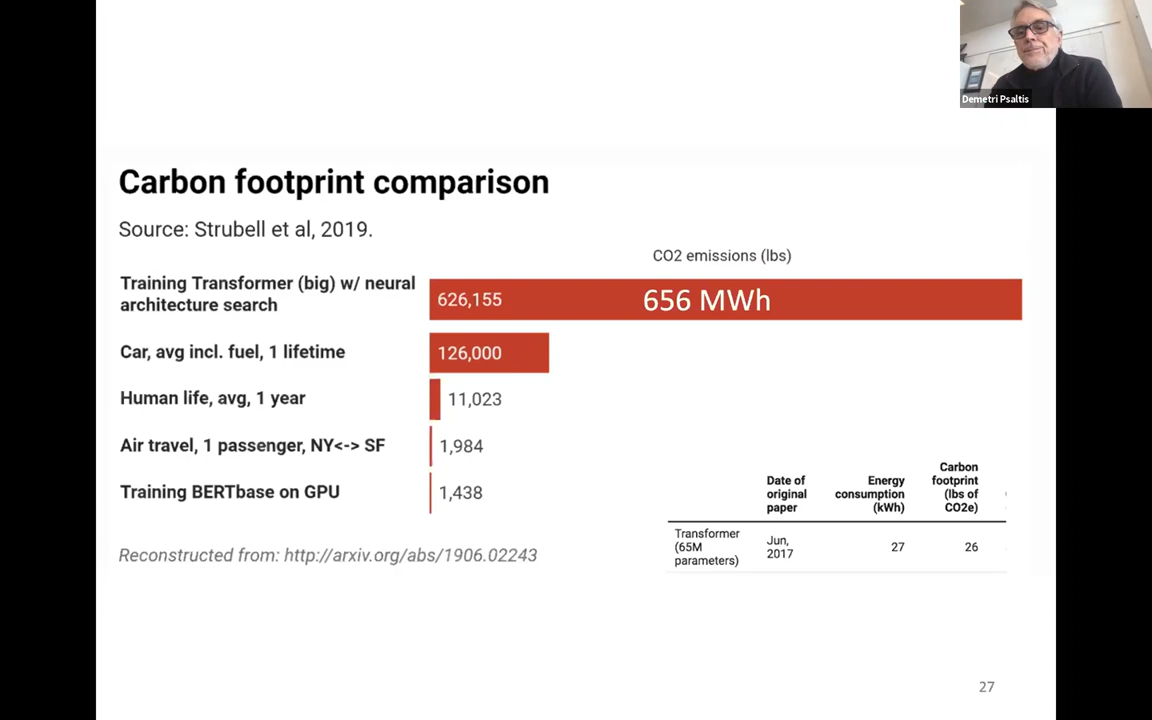 Demetri Psaltis
Carbon footprint comparison
Source: Strubell et al, 2019.
CO2 emissions (lbs)
Training Transformer (big) w/ neural
architecture search
626,155
656 MWh
Car, avg incl. fuel, 1 lifetime
126,000
Human life, avg, 1 year
11,023
Air travel, 1 passenger, NY<-> SF
1,984
Training BERTbase on GPU
1,438
Date of
original
paper
Energy
consumption
(kWh)
Carbon
footprint
(lbs of
CO2e)
Transformer
(65M
parameters)
Jun,
2017
27
26
Reconstructed from: http://arxiv.org/abs/1906.02243
27